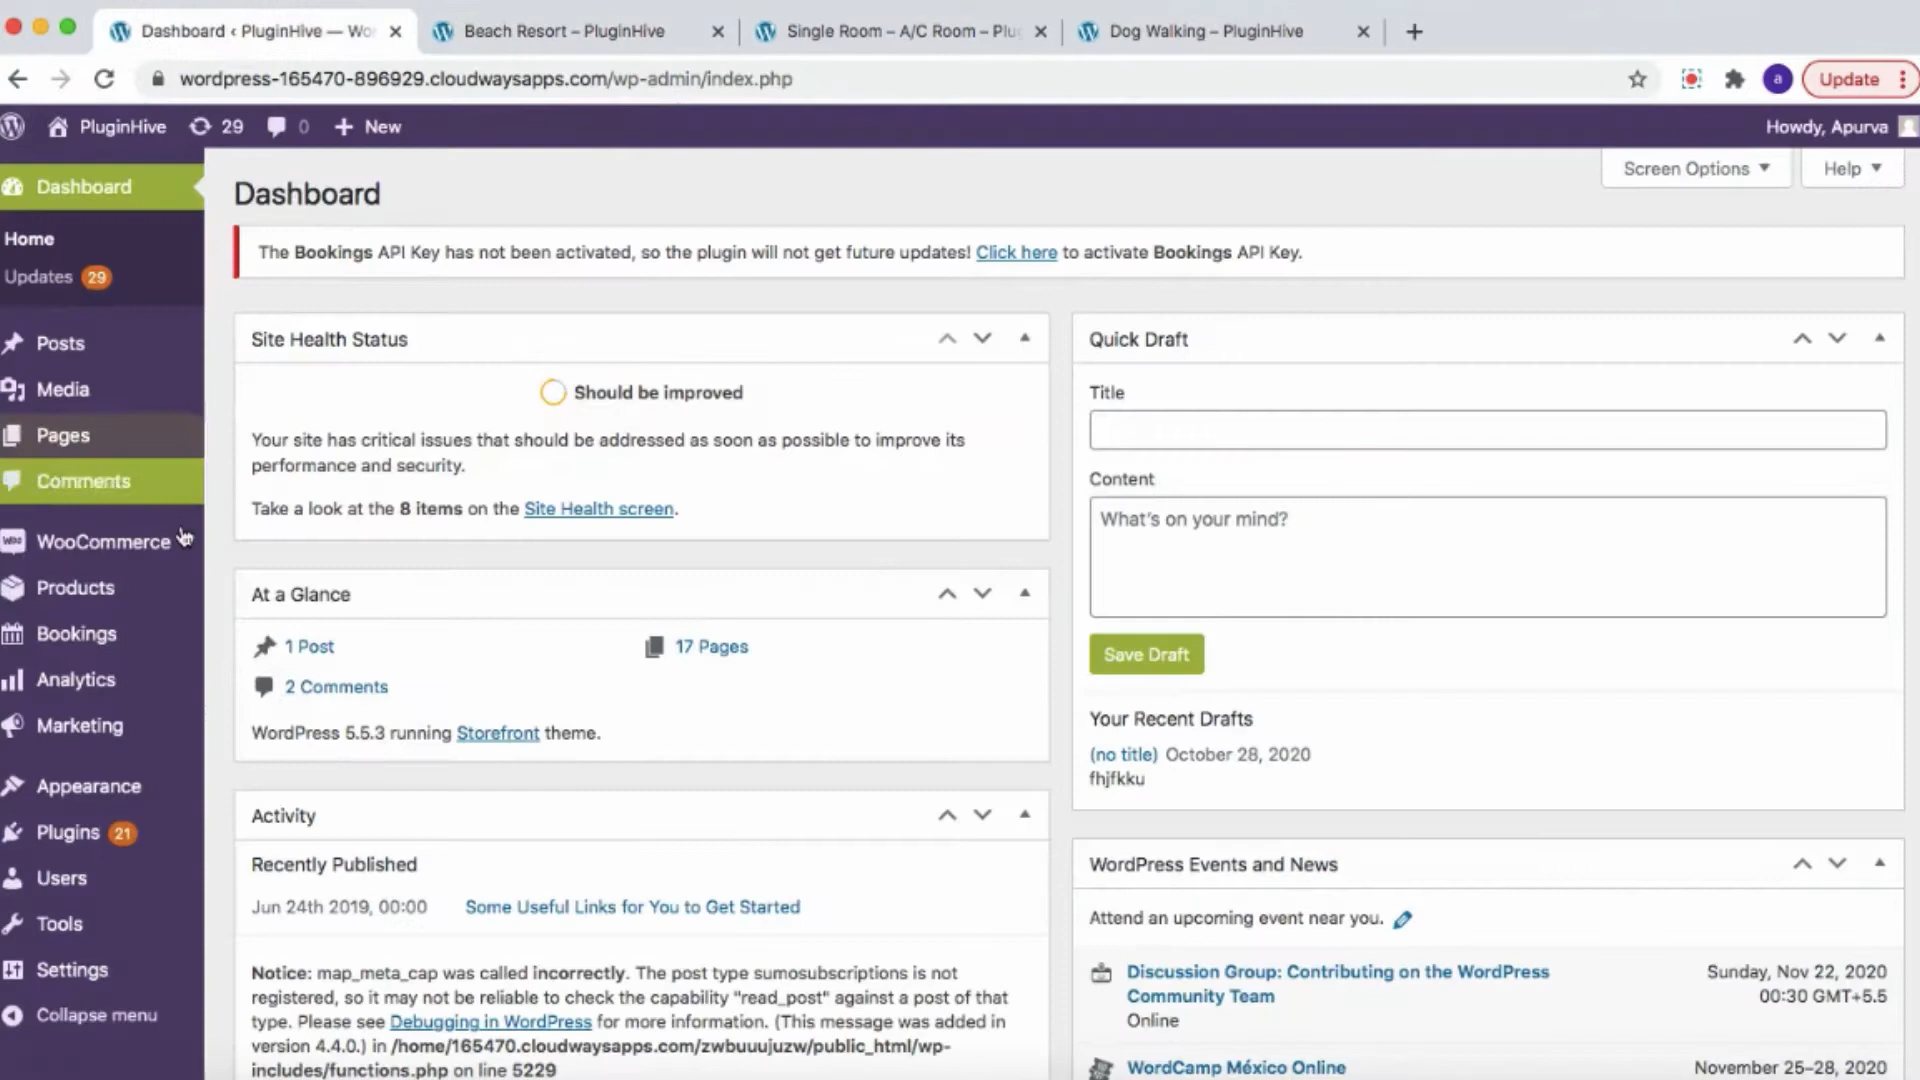 Dashboard ‹ PluginHive — Wo
Beach Resort – PluginHive
Single Room – A/C Room – Plu
Dog Walking – PluginHive
wordpress-165470-896929.cloudwaysapps.com/wp-admin/index.php
a
Update
PluginHive
29
0
New
Howdy, Apurva
Dashboard
Home
Updates 29
Posts
Media
Pages
Comments
WooCommerce
Products
Bookings
Analytics
Marketing
Appearance
Plugins 21
Users
Tools
Settings
Collapse menu
Screen Options
Help
Dashboard
The Bookings API Key has not been activated, so the plugin will not get future updates! Click here to activate Bookings API Key.
Site Health Status
Should be improved
Your site has critical issues that should be addressed as soon as possible to improve its
performance and security.
Take a look at the 8 items on the Site Health screen.
At a Glance
1 Post
17 Pages
2 Comments
WordPress 5.5.3 running Storefront theme.
Activity
Recently Published
Jun 24th 2019, 00:00 Some Useful Links for You to Get Started
Notice: map_meta_cap was called incorrectly. The post type sumosubscriptions is not
registered, so it may not be reliable to check the capability "read_post" against a post of that
type. Please see Debugging in WordPress for more information. (This message was added in
version 4.4.0.) in /home/165470.cloudwaysapps.com/zwbuuujuzw/public_html/wp-
includes/functions.php on line 5229
Quick Draft
Title
Content
What's on your mind?
Save Draft
Your Recent Drafts
(no title) October 28, 2020
fhjfkku
WordPress Events and News
Attend an upcoming event near you.
Discussion Group: Contributing on the WordPress
Community Team
Online
Sunday, Nov 22, 2020
00:30 GMT+5.5
WordCamp México Online
November 25–28, 2020